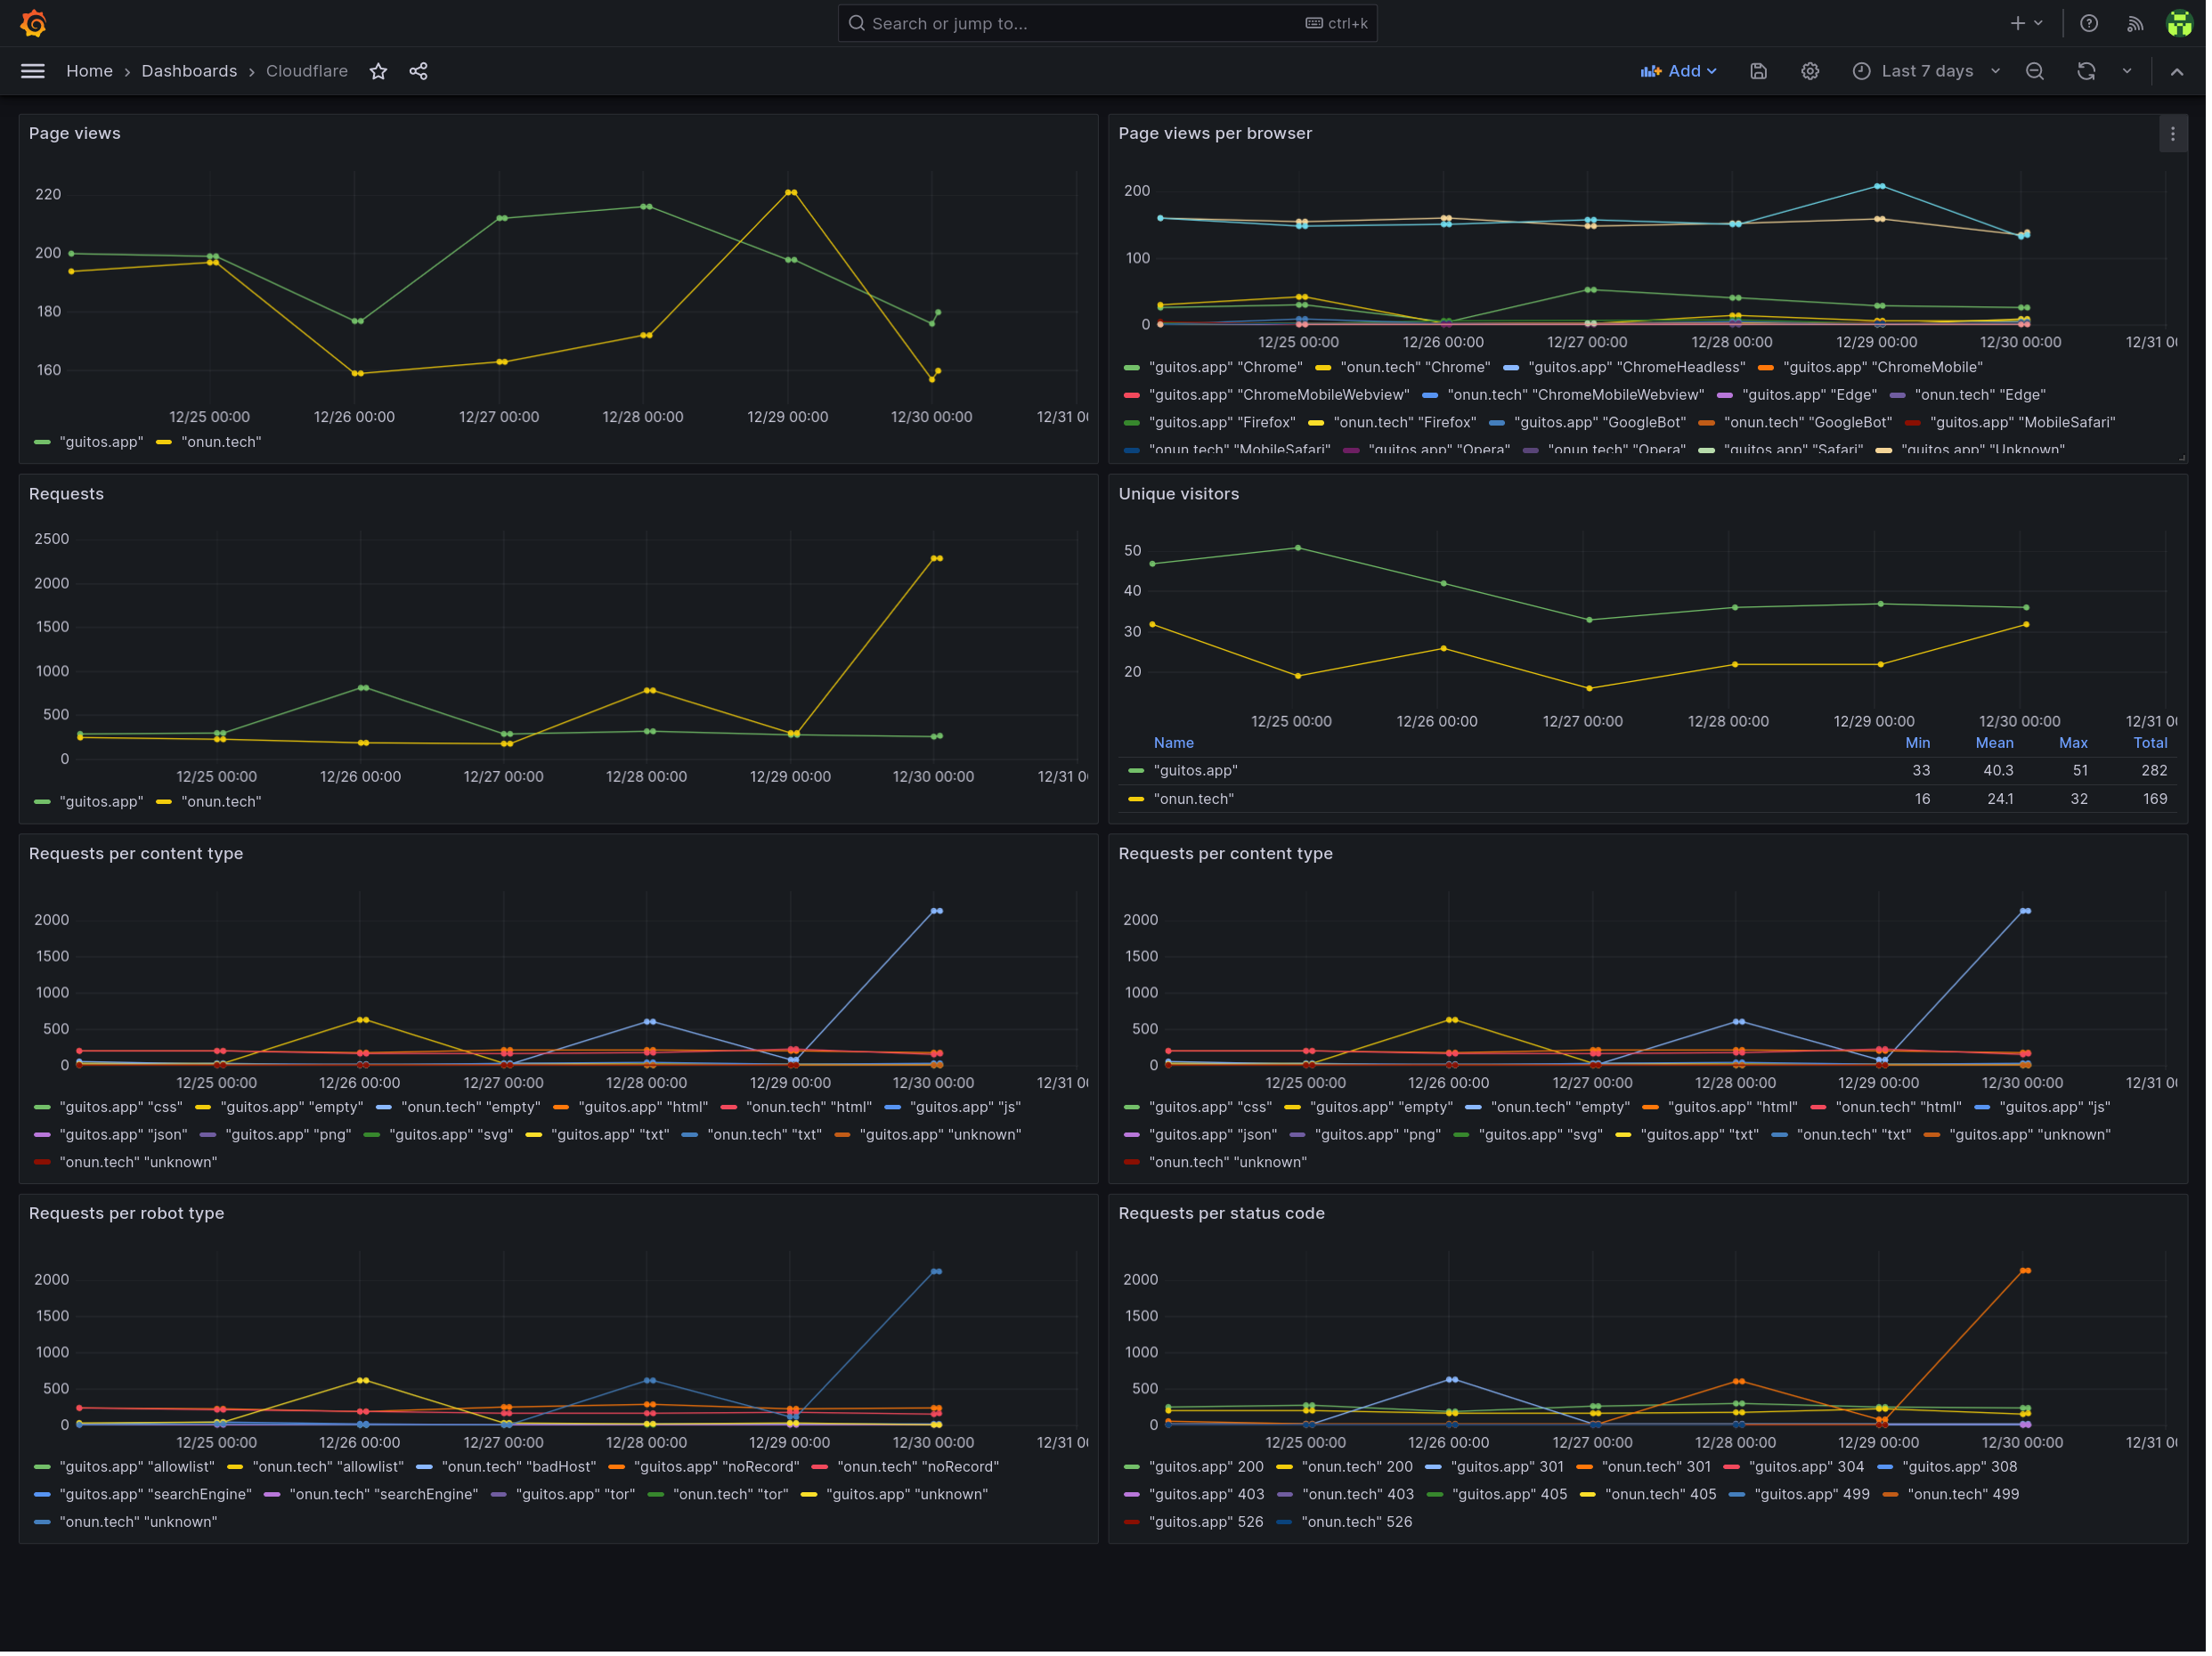 Search or jump to... ctrl+k
Home › Dashboards › Cloudflare Add Last 7 days
Page views
220
200
180
160
12/25 00:00 12/26 00:00 12/27 00:00 12/28 00:00 12/29 00:00 12/30 00:00 12/31 0
"guitos.app" "onun.tech"
Page views per browser
200
100
0
12/25 00:00 12/26 00:00 12/27 00:00 12/28 00:00 12/29 00:00 12/30 00:00 12/31 0
"guitos.app" "Chrome" "onun.tech" "Chrome" "guitos.app" "ChromeHeadless" "guitos.app" "ChromeMobile"
"guitos.app" "ChromeMobileWebview" "onun.tech" "ChromeMobileWebview" "guitos.app" "Edge" "onun.tech" "Edge"
"guitos.app" "Firefox" "onun.tech" "Firefox" "guitos.app" "GoogleBot" "onun.tech" "GoogleBot" "guitos.app" "MobileSafari"
"onun.tech" "MobileSafari" "guitos.app" "Opera" "onun.tech" "Opera" "guitos.app" "Safari" "guitos.app" "Unknown"
Requests
2500
2000
1500
1000
500
0
12/25 00:00 12/26 00:00 12/27 00:00 12/28 00:00 12/29 00:00 12/30 00:00 12/31 0
"guitos.app" "onun.tech"
Unique visitors
50
40
30
20
12/25 00:00 12/26 00:00 12/27 00:00 12/28 00:00 12/29 00:00 12/30 00:00 12/31 0
Name Min Mean Max Total
"guitos.app" 33 40.3 51 282
"onun.tech" 16 24.1 32 169
Requests per content type
2000
1500
1000
500
0
12/25 00:00 12/26 00:00 12/27 00:00 12/28 00:00 12/29 00:00 12/30 00:00 12/31 0
"guitos.app" "css" "guitos.app" "empty" "onun.tech" "empty" "guitos.app" "html" "onun.tech" "html" "guitos.app" "js"
"guitos.app" "json" "guitos.app" "png" "guitos.app" "svg" "guitos.app" "txt" "onun.tech" "txt" "guitos.app" "unknown"
"onun.tech" "unknown"
Requests per content type
2000
1500
1000
500
0
12/25 00:00 12/26 00:00 12/27 00:00 12/28 00:00 12/29 00:00 12/30 00:00 12/31 0
"guitos.app" "css" "guitos.app" "empty" "onun.tech" "empty" "guitos.app" "html" "onun.tech" "html" "guitos.app" "js"
"guitos.app" "json" "guitos.app" "png" "guitos.app" "svg" "guitos.app" "txt" "onun.tech" "txt" "guitos.app" "unknown"
"onun.tech" "unknown"
Requests per robot type
2000
1500
1000
500
0
12/25 00:00 12/26 00:00 12/27 00:00 12/28 00:00 12/29 00:00 12/30 00:00 12/31 0
"guitos.app" "allowlist" "onun.tech" "allowlist" "onun.tech" "badHost" "guitos.app" "noRecord" "onun.tech" "noRecord"
"guitos.app" "searchEngine" "onun.tech" "searchEngine" "guitos.app" "tor" "onun.tech" "tor" "guitos.app" "unknown"
"onun.tech" "unknown"
Requests per status code
2000
1500
1000
500
0
12/25 00:00 12/26 00:00 12/27 00:00 12/28 00:00 12/29 00:00 12/30 00:00 12/31 0
"guitos.app" 200 "onun.tech" 200 "guitos.app" 301 "onun.tech" 301 "guitos.app" 304 "guitos.app" 308
"guitos.app" 403 "onun.tech" 403 "guitos.app" 405 "onun.tech" 405 "guitos.app" 499 "onun.tech" 499
"guitos.app" 526 "onun.tech" 526